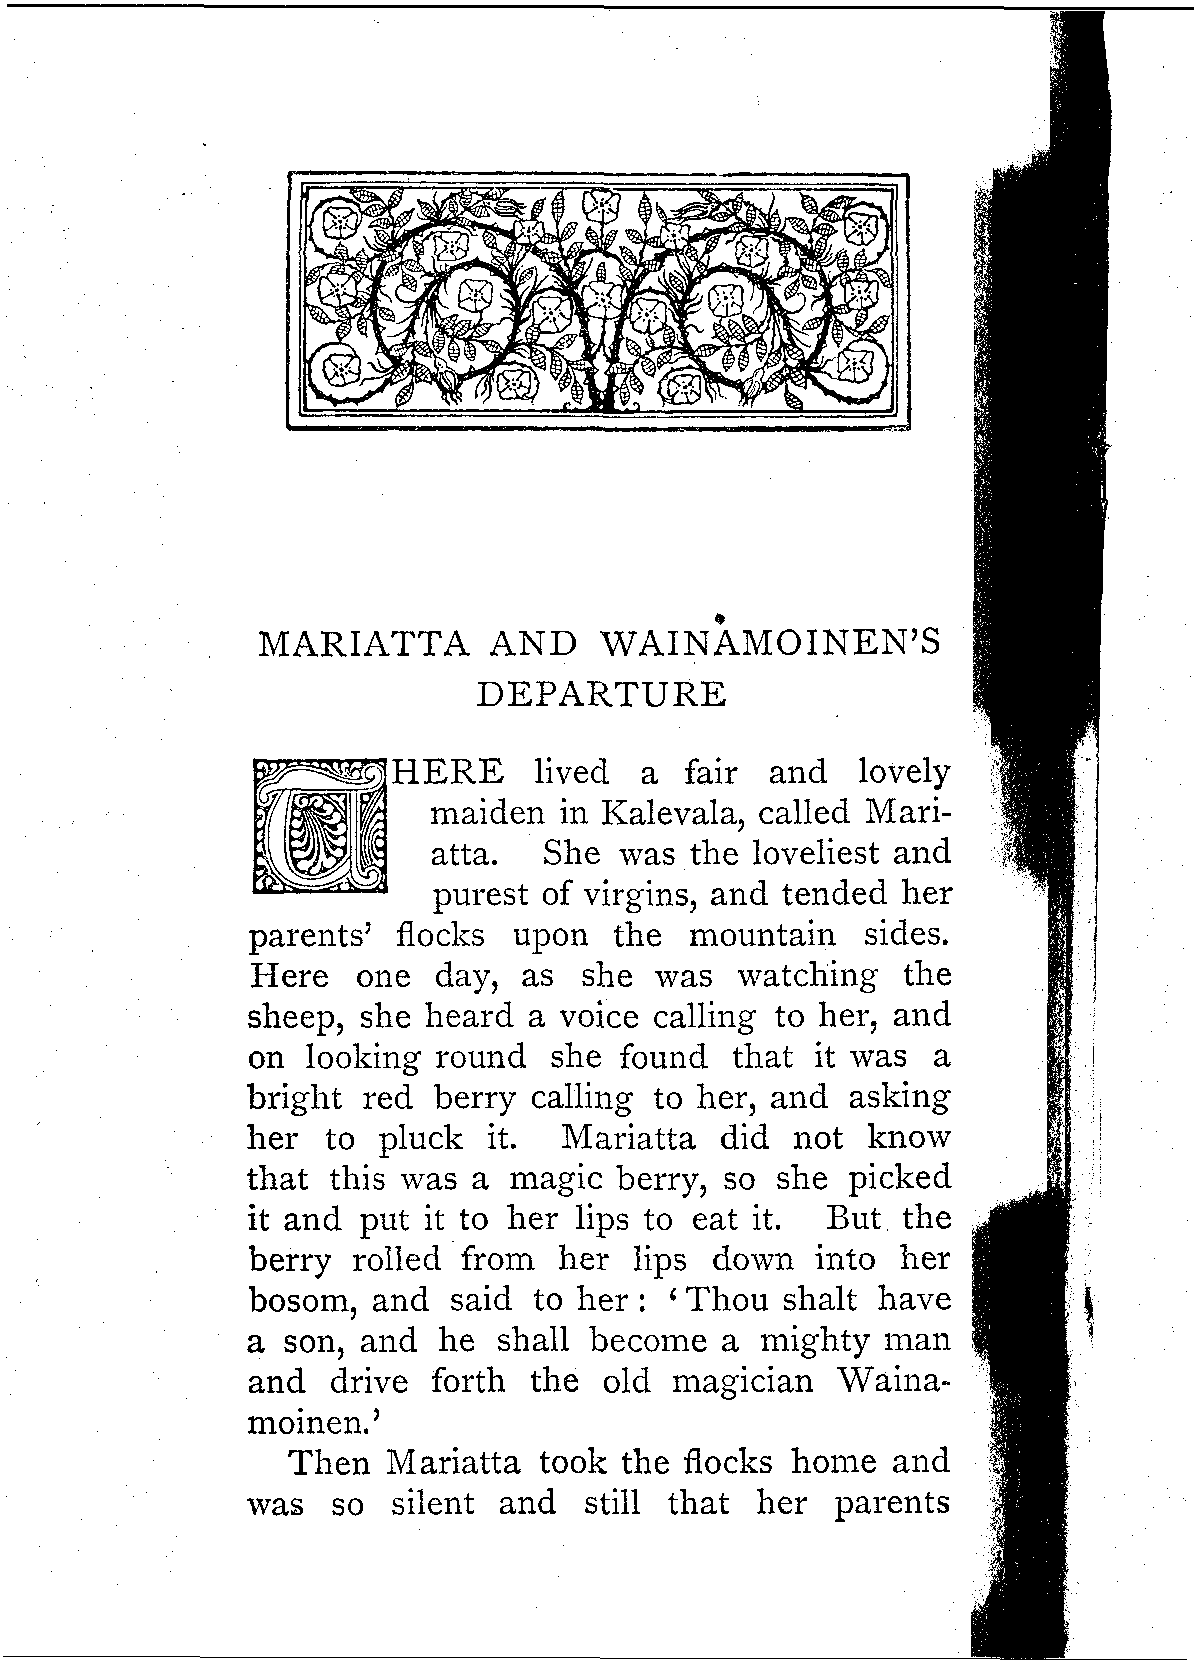 MARIATTA AND WAINAMOINEN'S
DEPARTURE
THERE lived a fair and lovely
maiden in Kalevala, called Mari-
atta. She was the loveliest and
purest of virgins, and tended her
parents' flocks upon the mountain sides.
Here one day, as she was watching the
sheep, she heard a voice calling to her, and
on looking round she found that it was a
bright red berry calling to her, and asking
her to pluck it. Mariatta did not know
that this was a magic berry, so she picked
it and put it to her lips to eat it. But the
berry rolled from her lips down into her
bosom, and said to her: ‘Thou shalt have
a son, and he shall become a mighty man
and drive forth the old magician Waina-
moinen.’
Then Mariatta took the flocks home and
was so silent and still that her parents